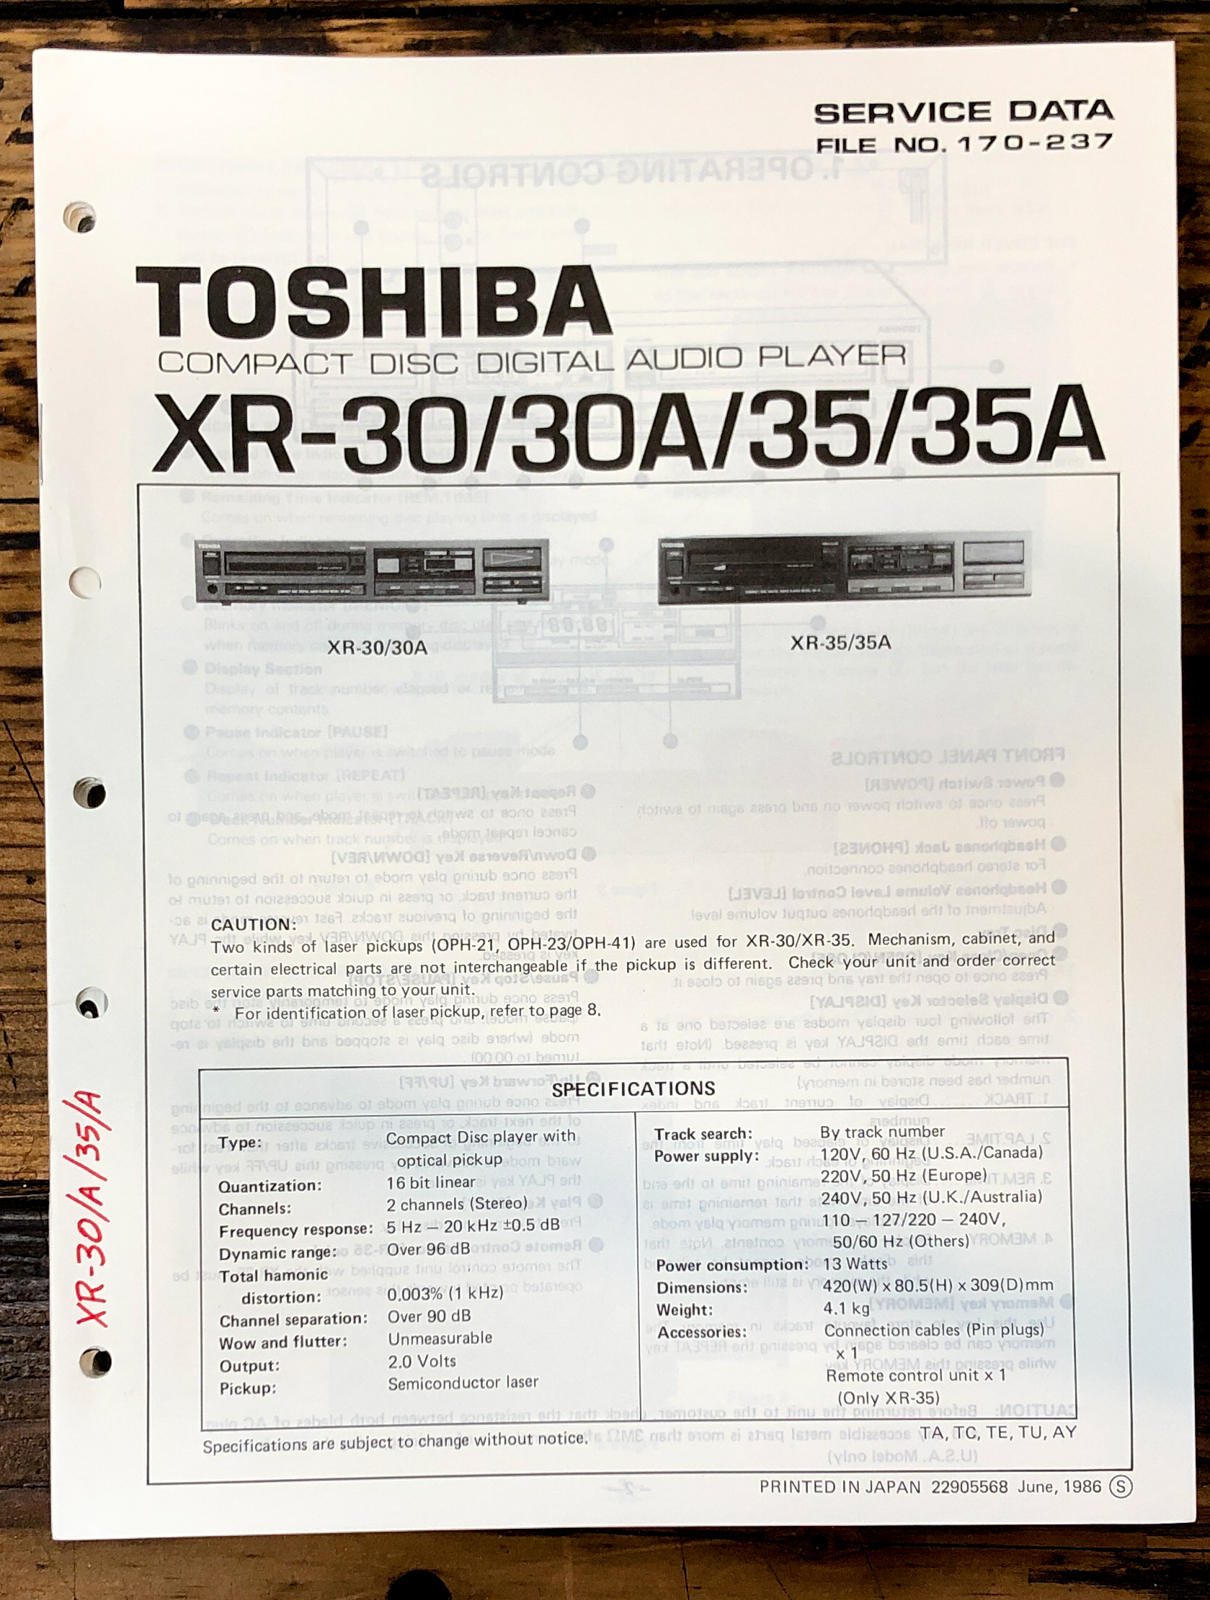 SERVICE DATA
FILE NO. 170-237
TOSHIBA
COMPACT DISC DIGITAL AUDIO PLAYER
XR-30/30A/35/35A
TOSHIBA
TOSHIBA
XR-30/30A
XR-35/35A
CAUTION:
Two kinds of laser pickups (OPH-21, OPH-23/OPH-41) are used for XR-30/XR-35. Mechanism, cabinet, and
certain electrical parts are not interchangeable if the pickup is different. Check your unit and order correct
service parts matching to your unit.
* For identification of laser pickup, refer to page 8.
SPECIFICATIONS
Type: Compact Disc player with
optical pickup
Quantization: 16 bit linear
Channels: 2 channels (Stereo)
Frequency response: 5 Hz – 20 kHz ±0.5 dB
Dynamic range: Over 96 dB
Total hamonic
distortion: 0.003% (1 kHz)
Channel separation: Over 90 dB
Wow and flutter: Unmeasurable
Output: 2.0 Volts
Pickup: Semiconductor laser
Track search: By track number
Power supply: 120V, 60 Hz (U.S.A./Canada)
220V, 50 Hz (Europe)
240V, 50 Hz (U.K./Australia)
110 – 127/220 – 240V,
50/60 Hz (Others)
Power consumption: 13 Watts
Dimensions: 420(W) x 80.5(H) x 309(D)mm
Weight: 4.1 kg
Accessories: Connection cables (Pin plugs)
x 1
Remote control unit x 1
(Only XR-35)
Specifications are subject to change without notice.
TA, TC, TE, TU, AY
PRINTED IN JAPAN 22905568 June, 1986 Ⓢ
XR-30/A/35/A